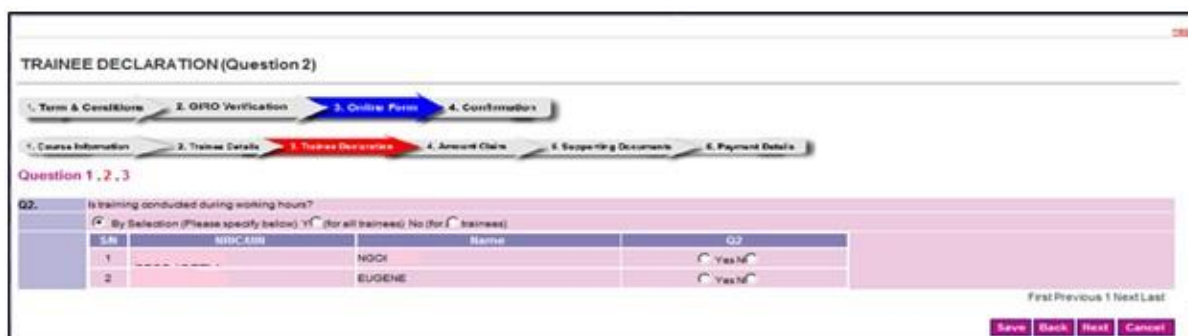 TRAINEE DECLARATION (Question 2)
1. Term & Conditions 2. GIRO Verification 3. Online Form 4. Confirmation
1. Course Information 2. Trainee Details 3. Trainee Declaration 4. Amount Claim 5. Supporting Documents 6. Payment Details
Question 1 , 2 , 3
Q2. Is training conducted during working hours?
By Selection (Please specify below) Y (for all trainees) No (for trainees)
S/N Name Q2
1 NGOI Yes N
2 EUGENE Yes N
First Previous 1 Next Last
Save Back Next Cancel